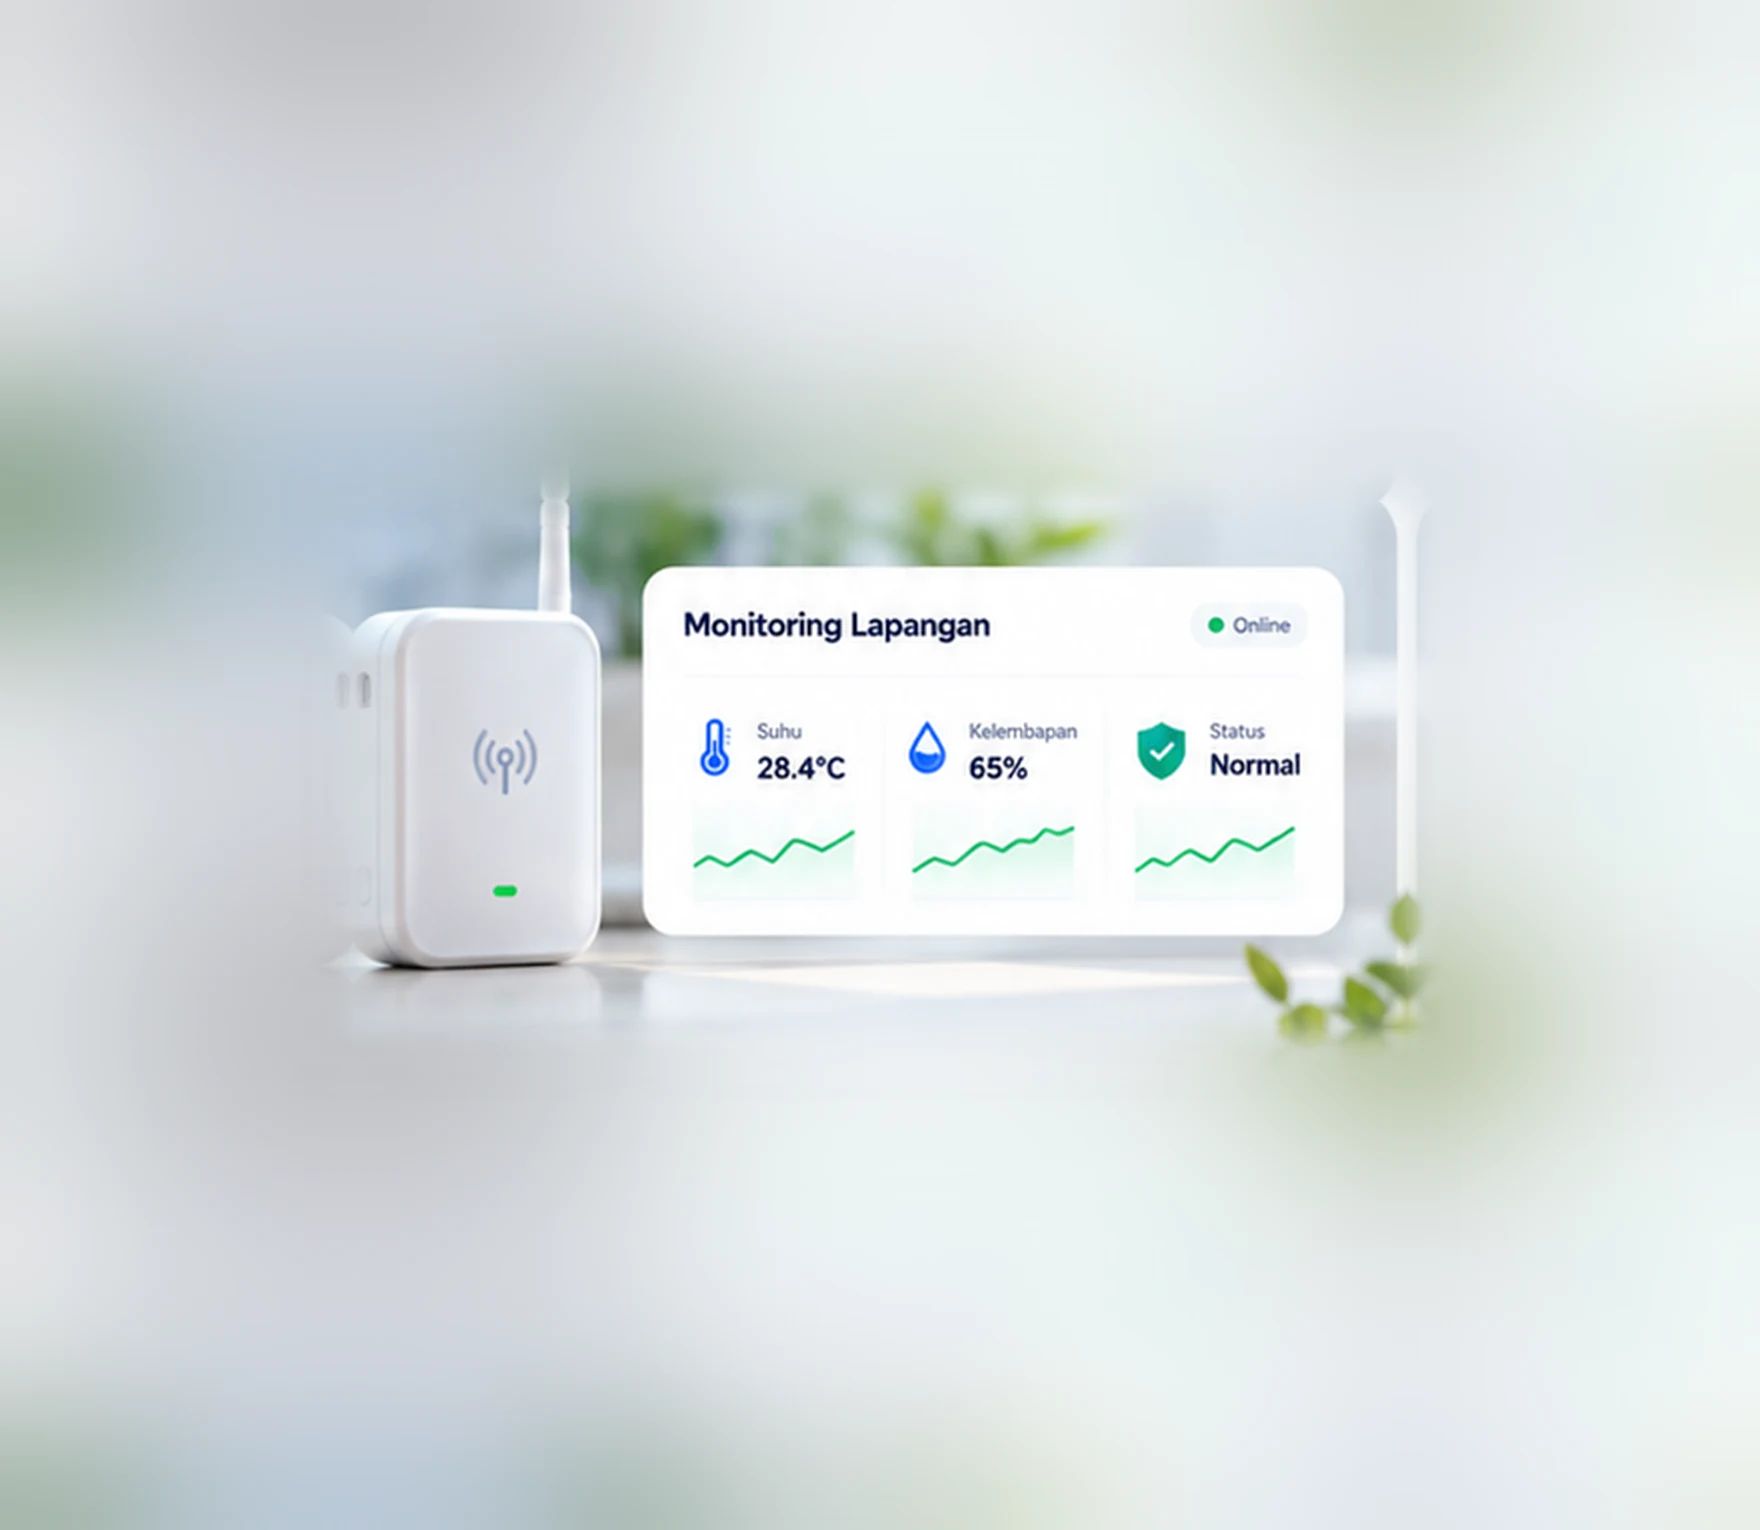 Monitoring Lapangan
Online
Suhu
28.4°C
Kelembapan
65%
Status
Normal